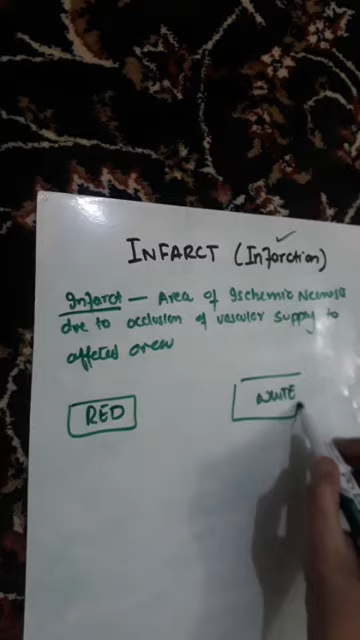 INFARCT (Infarction)
Infarct - Area of Ischemic Necrosis
due to occlusion of vascular supply to
affected area
RED
WHITE